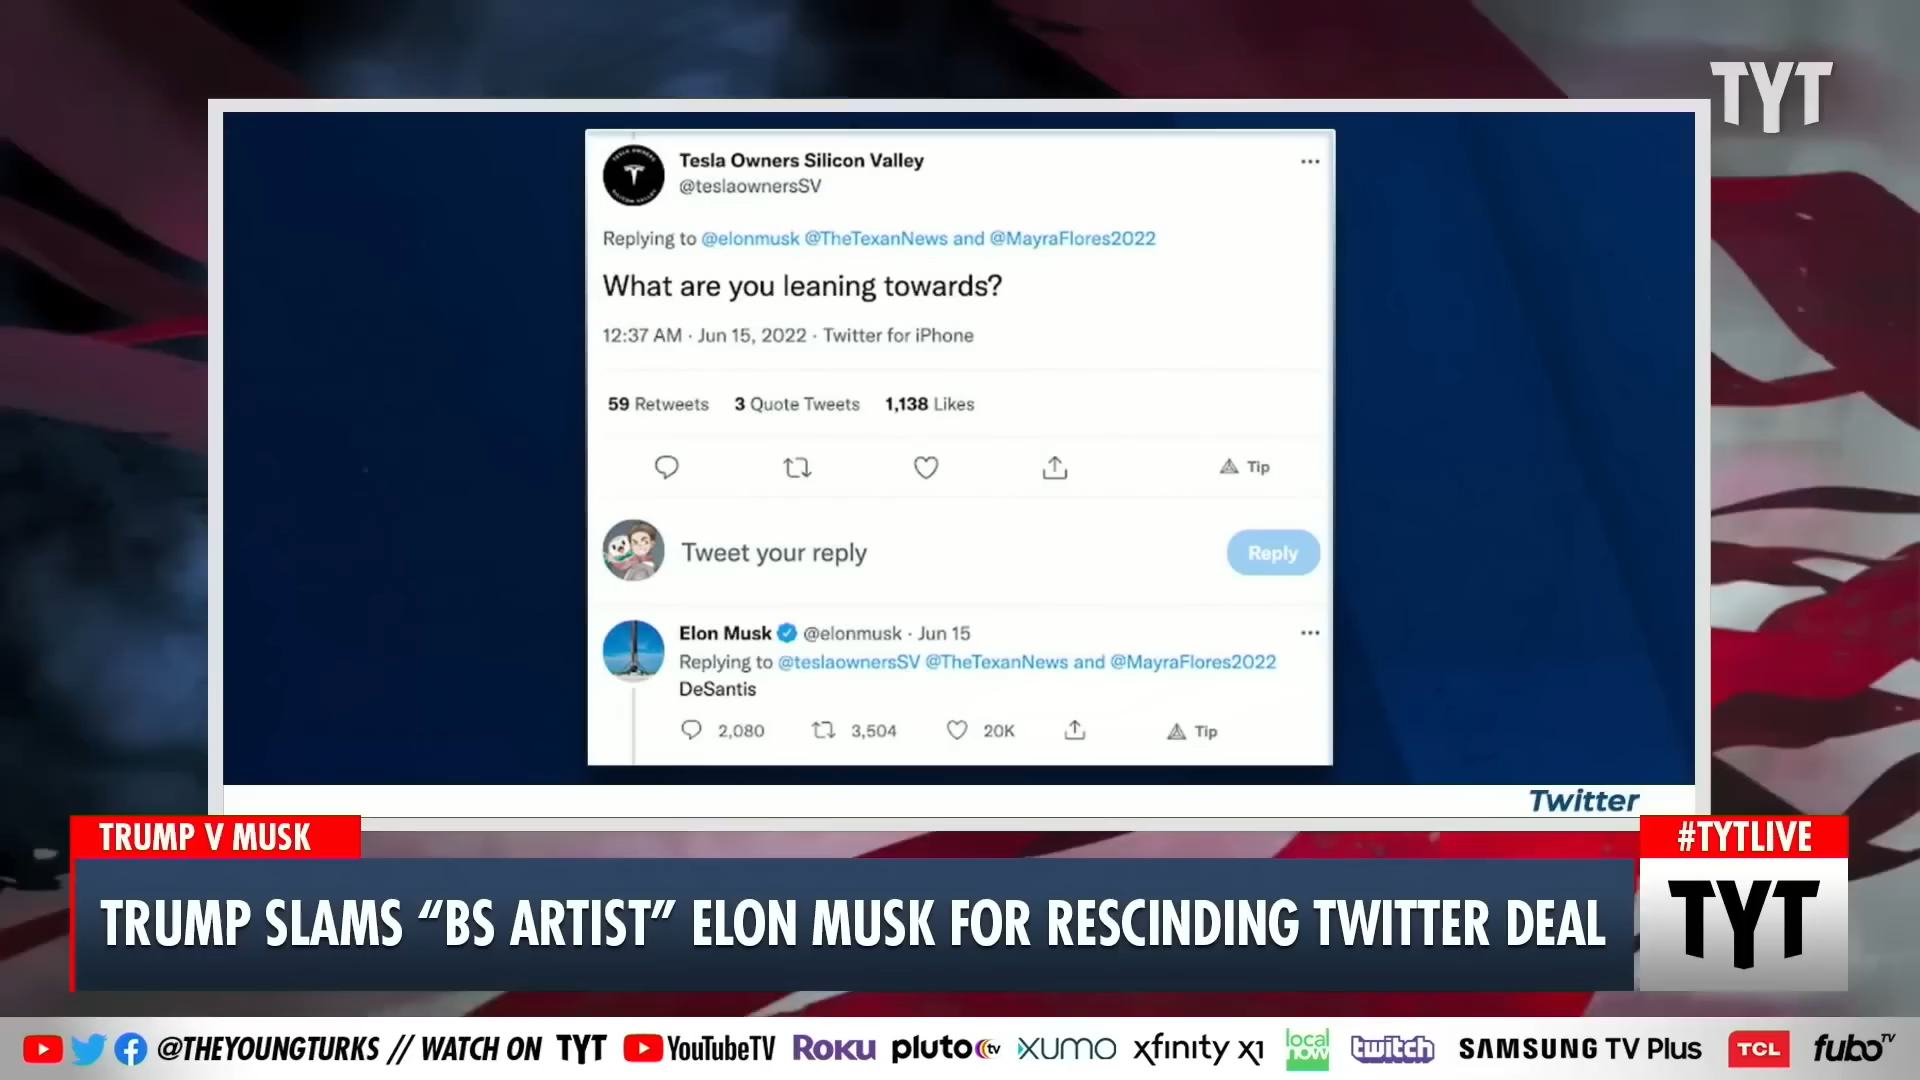 TYT
Tesla Owners Silicon Valley
@teslaownersSV
Replying to @elonmusk @TheTexanNews and @MayraFlores2022
What are you leaning towards?
12:37 AM · Jun 15, 2022 · Twitter for iPhone
59 Retweets 3 Quote Tweets 1,138 Likes
Tip
Tweet your reply
Reply
Elon Musk @elonmusk · Jun 15
Replying to @teslaownersSV @TheTexanNews and @MayraFlores2022
DeSantis
2,080 3,504 20K Tip
Twitter
TRUMP V MUSK
#TYTLIVE
TRUMP SLAMS “BS ARTIST” ELON MUSK FOR RESCINDING TWITTER DEAL
TYT
@THEYOUNGTURKS // WATCH ON TYT YouTubeTV ROKU pluto tv xumo xfinity x1 local now twitch SAMSUNG TV Plus TCL fubo TV